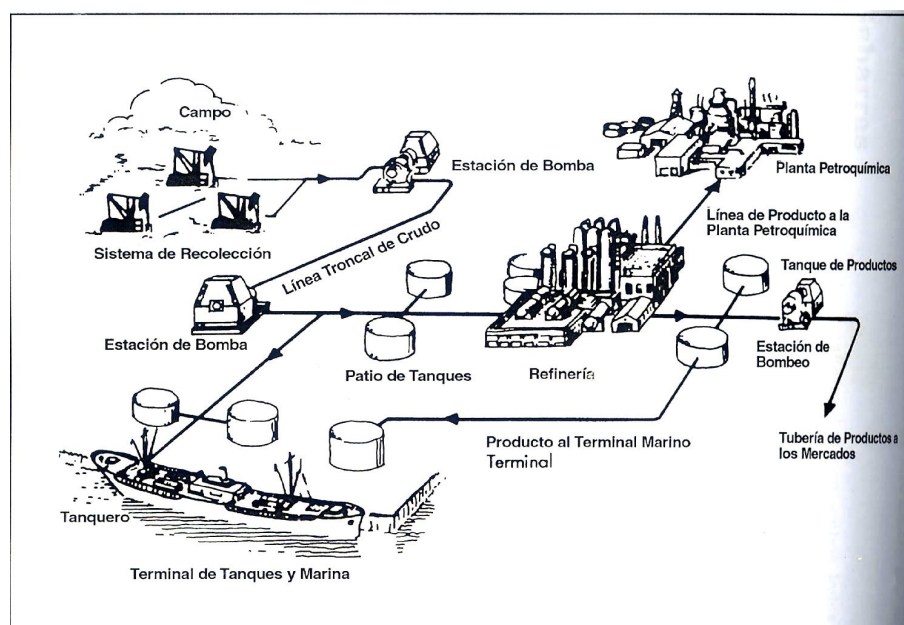 Campo
Estación de Bomba
Planta Petroquímica
Sistema de Recolección
Línea Troncal de Crudo
Línea de Producto a la
Planta Petroquímica
Tanque de Productos
Estación de Bomba
Patio de Tanques
Refinería
Estación de
Bombeo
Producto al Terminal Marino
Terminal
Tubería de Productos a
los Mercados
Tanquero
Terminal de Tanques y Marina